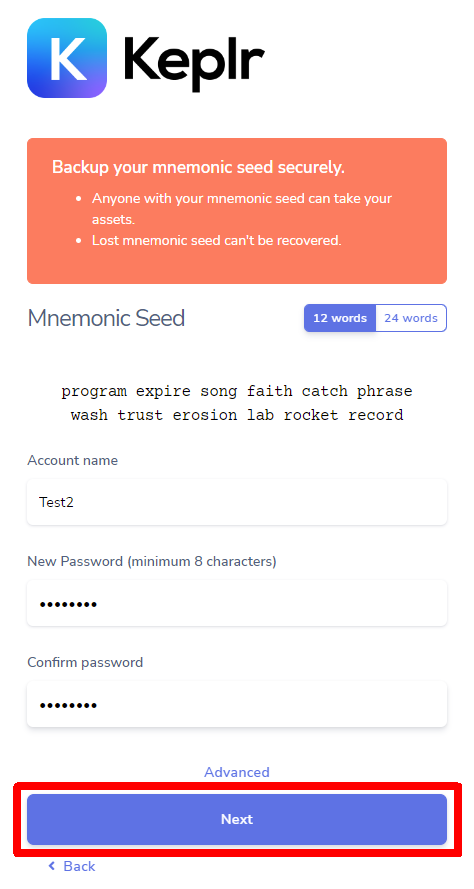 K Keplr
Backup your mnemonic seed securely.
• Anyone with your mnemonic seed can take your
assets.
• Lost mnemonic seed can't be recovered.
Mnemonic Seed
12 words 24 words
program expire song faith catch phrase
wash trust erosion lab rocket record
Account name
Test2
New Password (minimum 8 characters)
••••••••
Confirm password
••••••••
Advanced
Next
Back